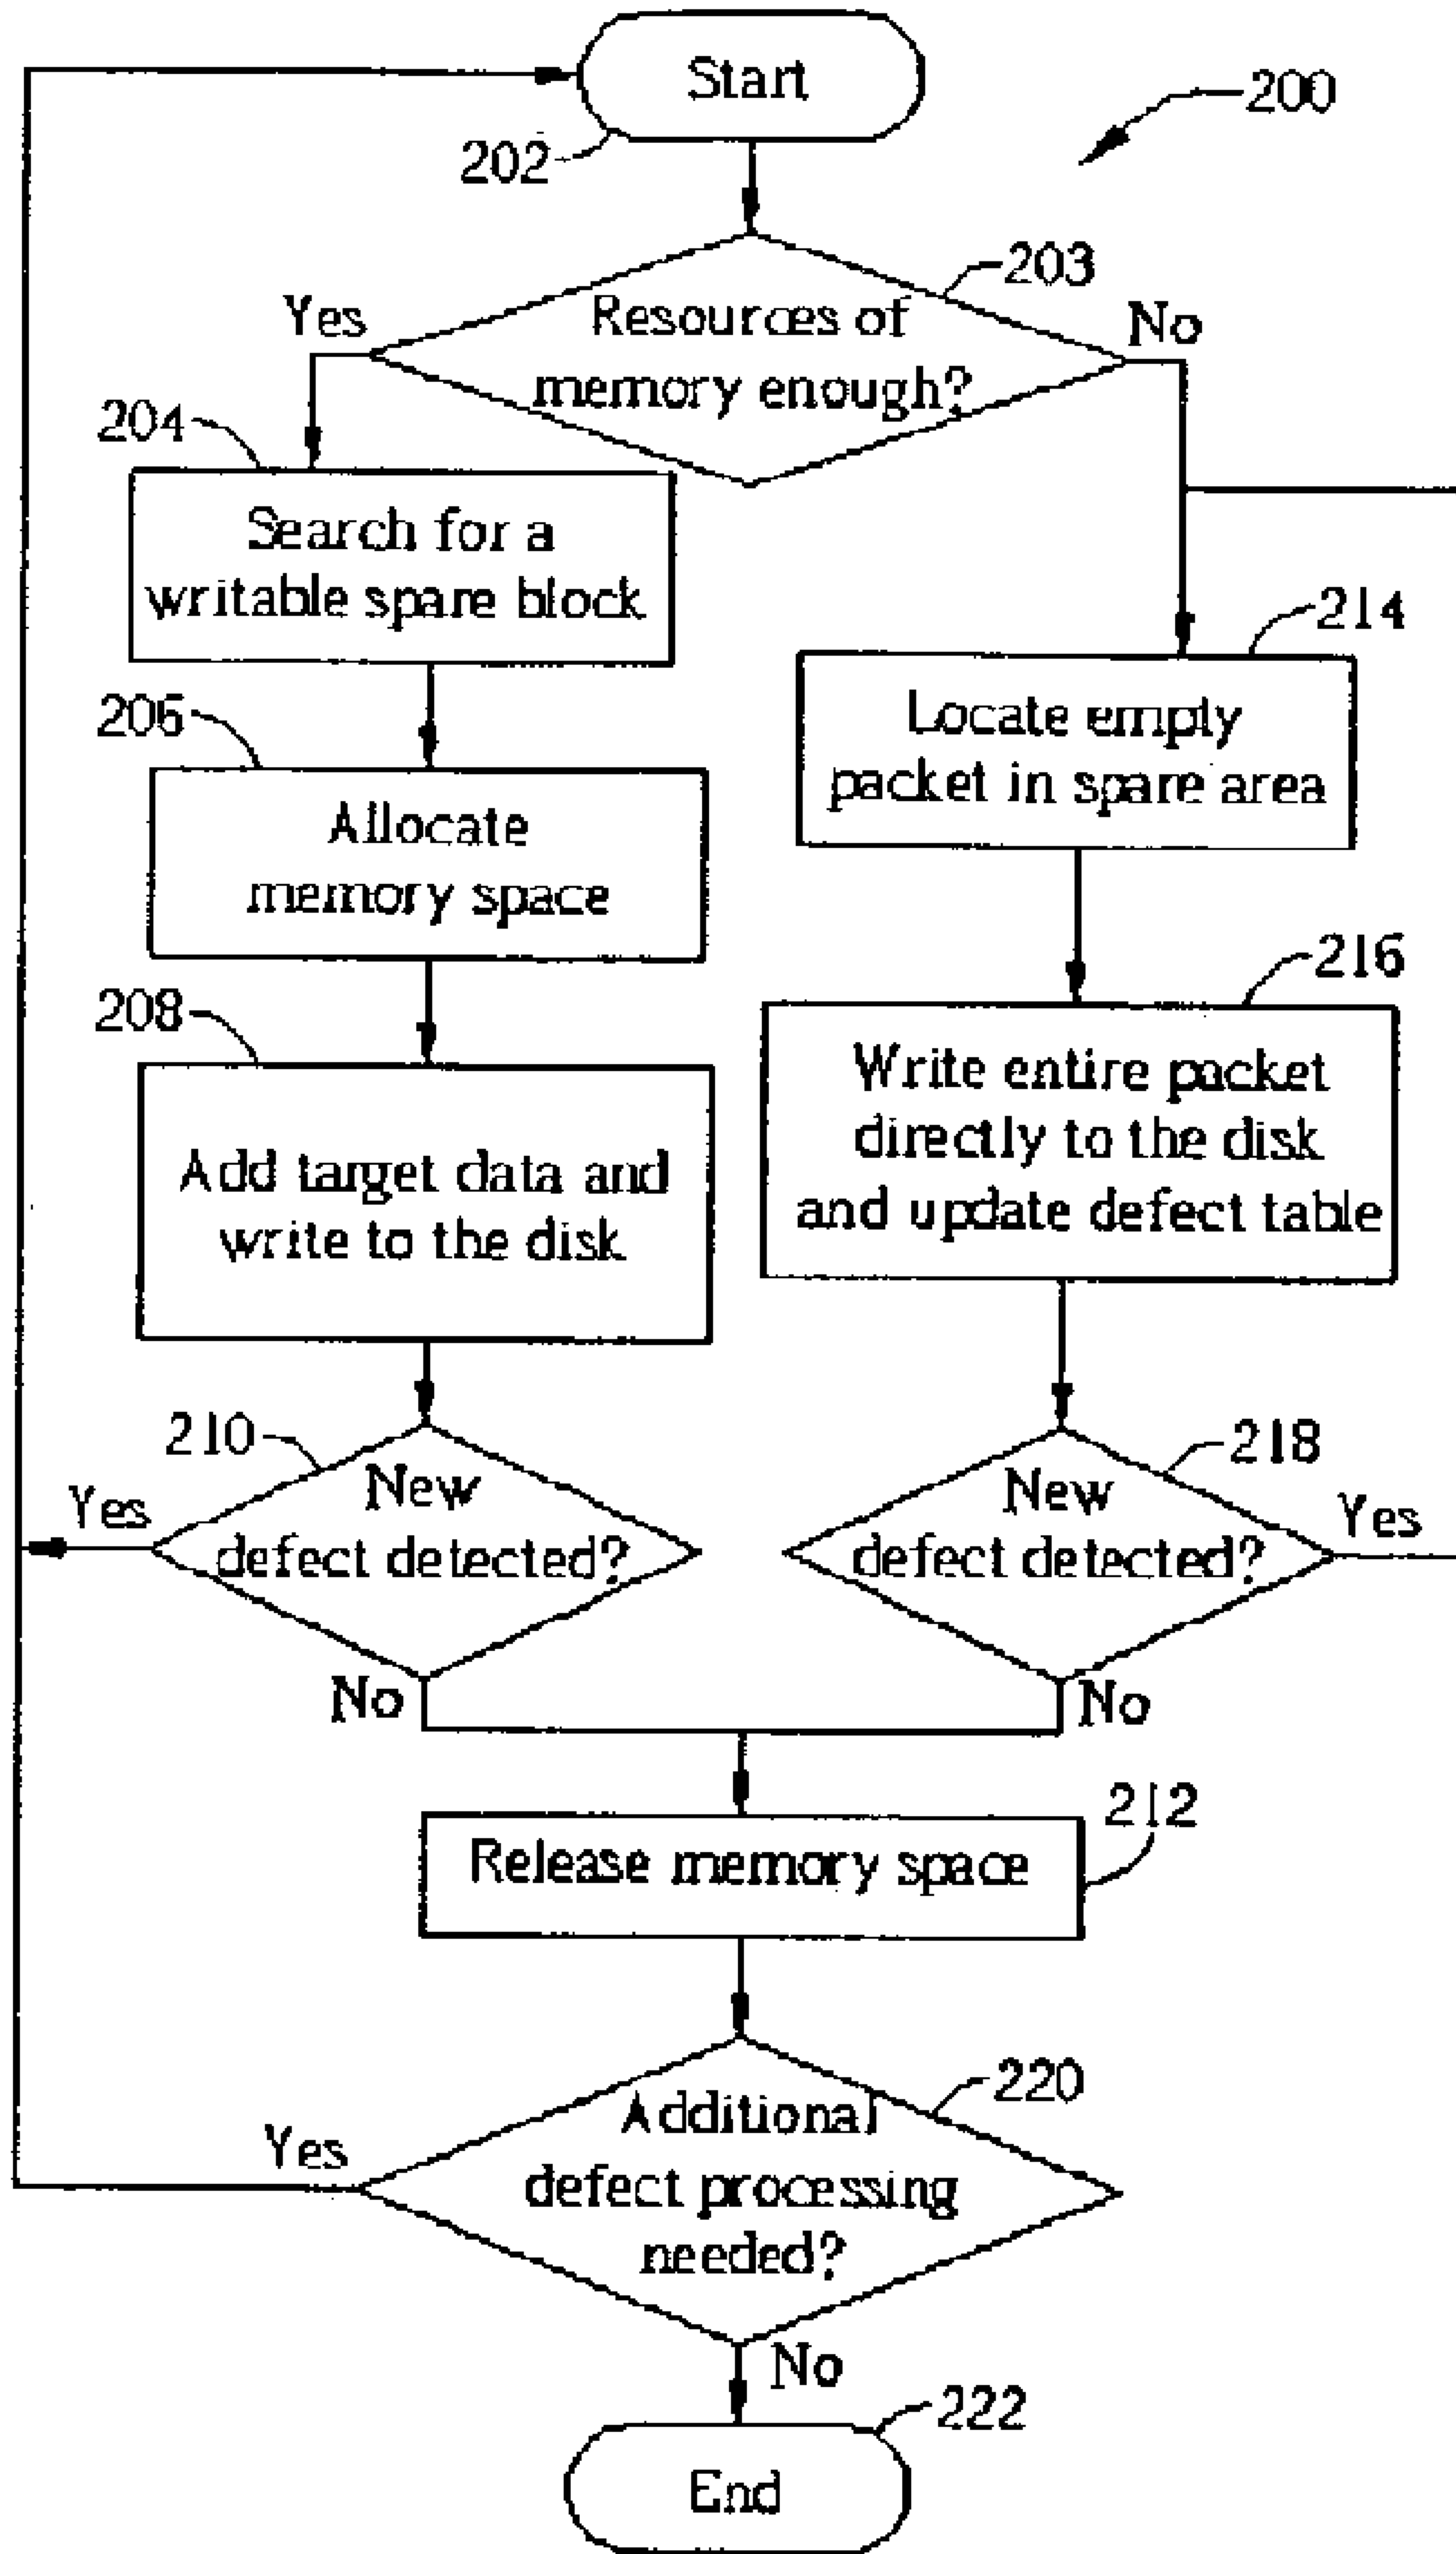 Start
200
202
203
Yes
Resources of
memory enough?
No
204
Search for a
writable spare block
214
Locate empty
packet in spare area
206
Allocate
memory space
216
Write entire packet
directly to the disk
and update defect table
208
Add target data and
write to the disk
210
New
defect detected?
Yes
218
New
defect detected?
Yes
No
No
212
Release memory space
220
Additional
defect processing
needed?
Yes
No
222
End